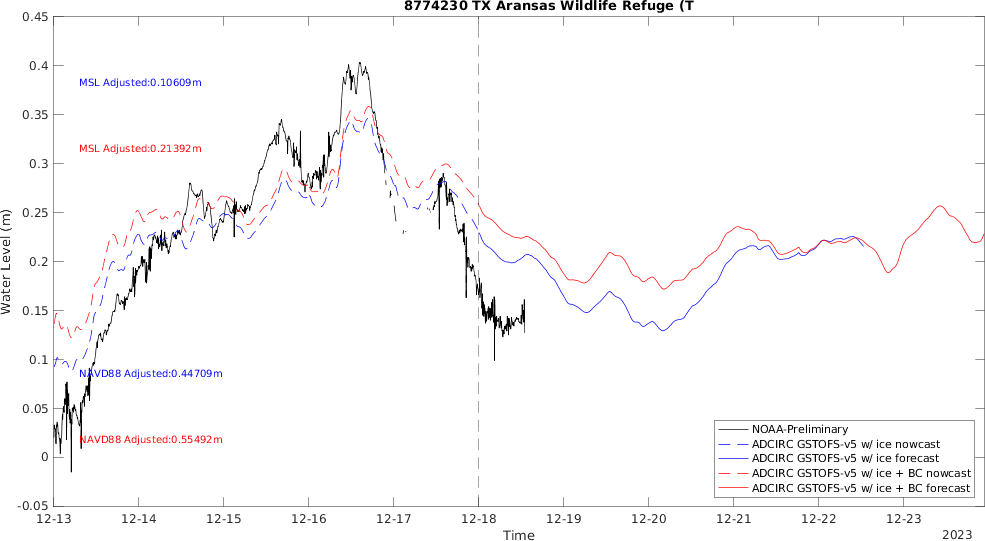 8774230 TX Aransas Wildlife Refuge (T
Water Level (m)
0.45
0.4
0.35
0.3
0.25
0.2
0.15
0.1
0.05
0
-0.05
MSL Adjusted:0.10609m
MSL Adjusted:0.21392m
NAVD88 Adjusted:0.44709m
NAVD88 Adjusted:0.55492m
NOAA-Preliminary
ADCIRC GSTOFS-v5 w/ ice nowcast
ADCIRC GSTOFS-v5 w/ ice forecast
ADCIRC GSTOFS-v5 w/ ice + BC nowcast
ADCIRC GSTOFS-v5 w/ ice + BC forecast
12-13 12-14 12-15 12-16 12-17 12-18 12-19 12-20 12-21 12-22 12-23
Time
2023